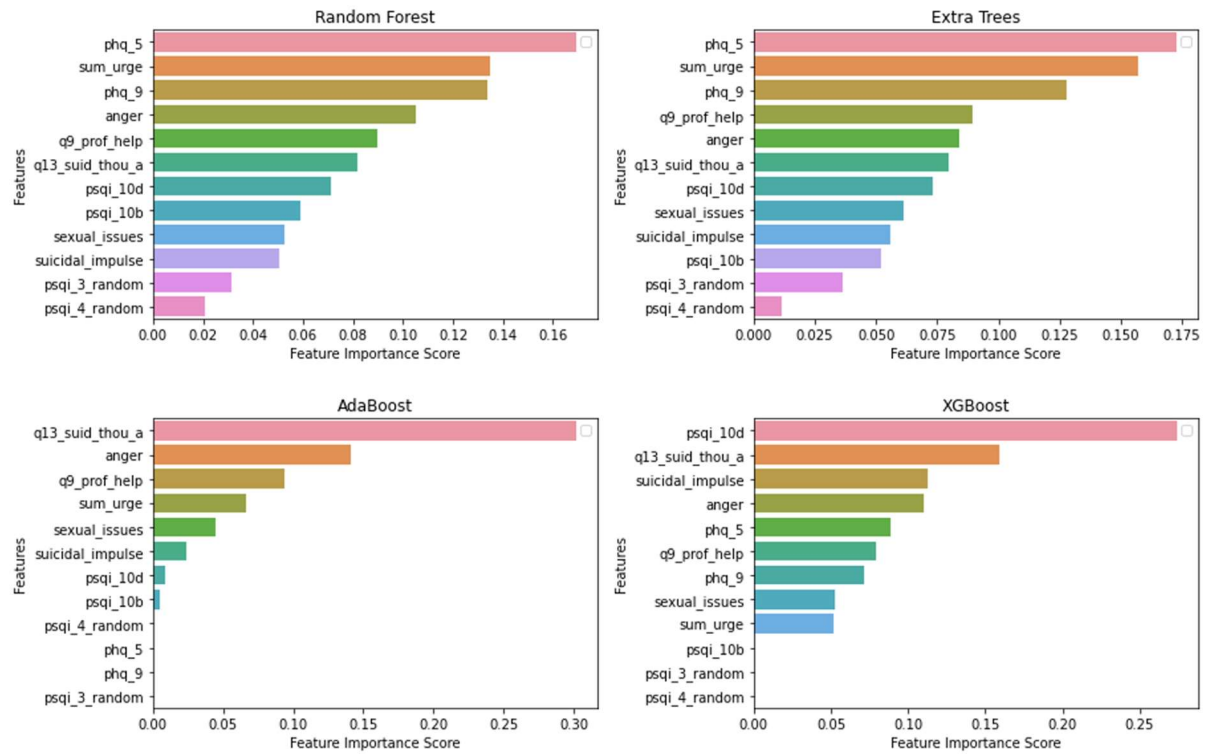 Random Forest
Features
phq_5
sum_urge
phq_9
anger
q9_prof_help
q13_suid_thou_a
psqi_10d
psqi_10b
sexual_issues
suicidal_impulse
psqi_3_random
psqi_4_random
0.00 0.02 0.04 0.06 0.08 0.10 0.12 0.14 0.16
Feature Importance Score
Extra Trees
Features
phq_5
sum_urge
phq_9
q9_prof_help
anger
q13_suid_thou_a
psqi_10d
sexual_issues
suicidal_impulse
psqi_10b
psqi_3_random
psqi_4_random
0.00 0.025 0.050 0.075 0.100 0.125 0.150 0.175
Feature Importance Score
AdaBoost
Features
q13_suid_thou_a
anger
q9_prof_help
sum_urge
sexual_issues
suicidal_impulse
psqi_10d
psqi_10b
psqi_4_random
phq_5
phq_9
psqi_3_random
0.00 0.05 0.10 0.15 0.20 0.25 0.30
Feature Importance Score
XGBoost
Features
psqi_10d
q13_suid_thou_a
suicidal_impulse
anger
phq_5
q9_prof_help
phq_9
sexual_issues
sum_urge
psqi_10b
psqi_3_random
psqi_4_random
0.00 0.05 0.10 0.15 0.20 0.25
Feature Importance Score